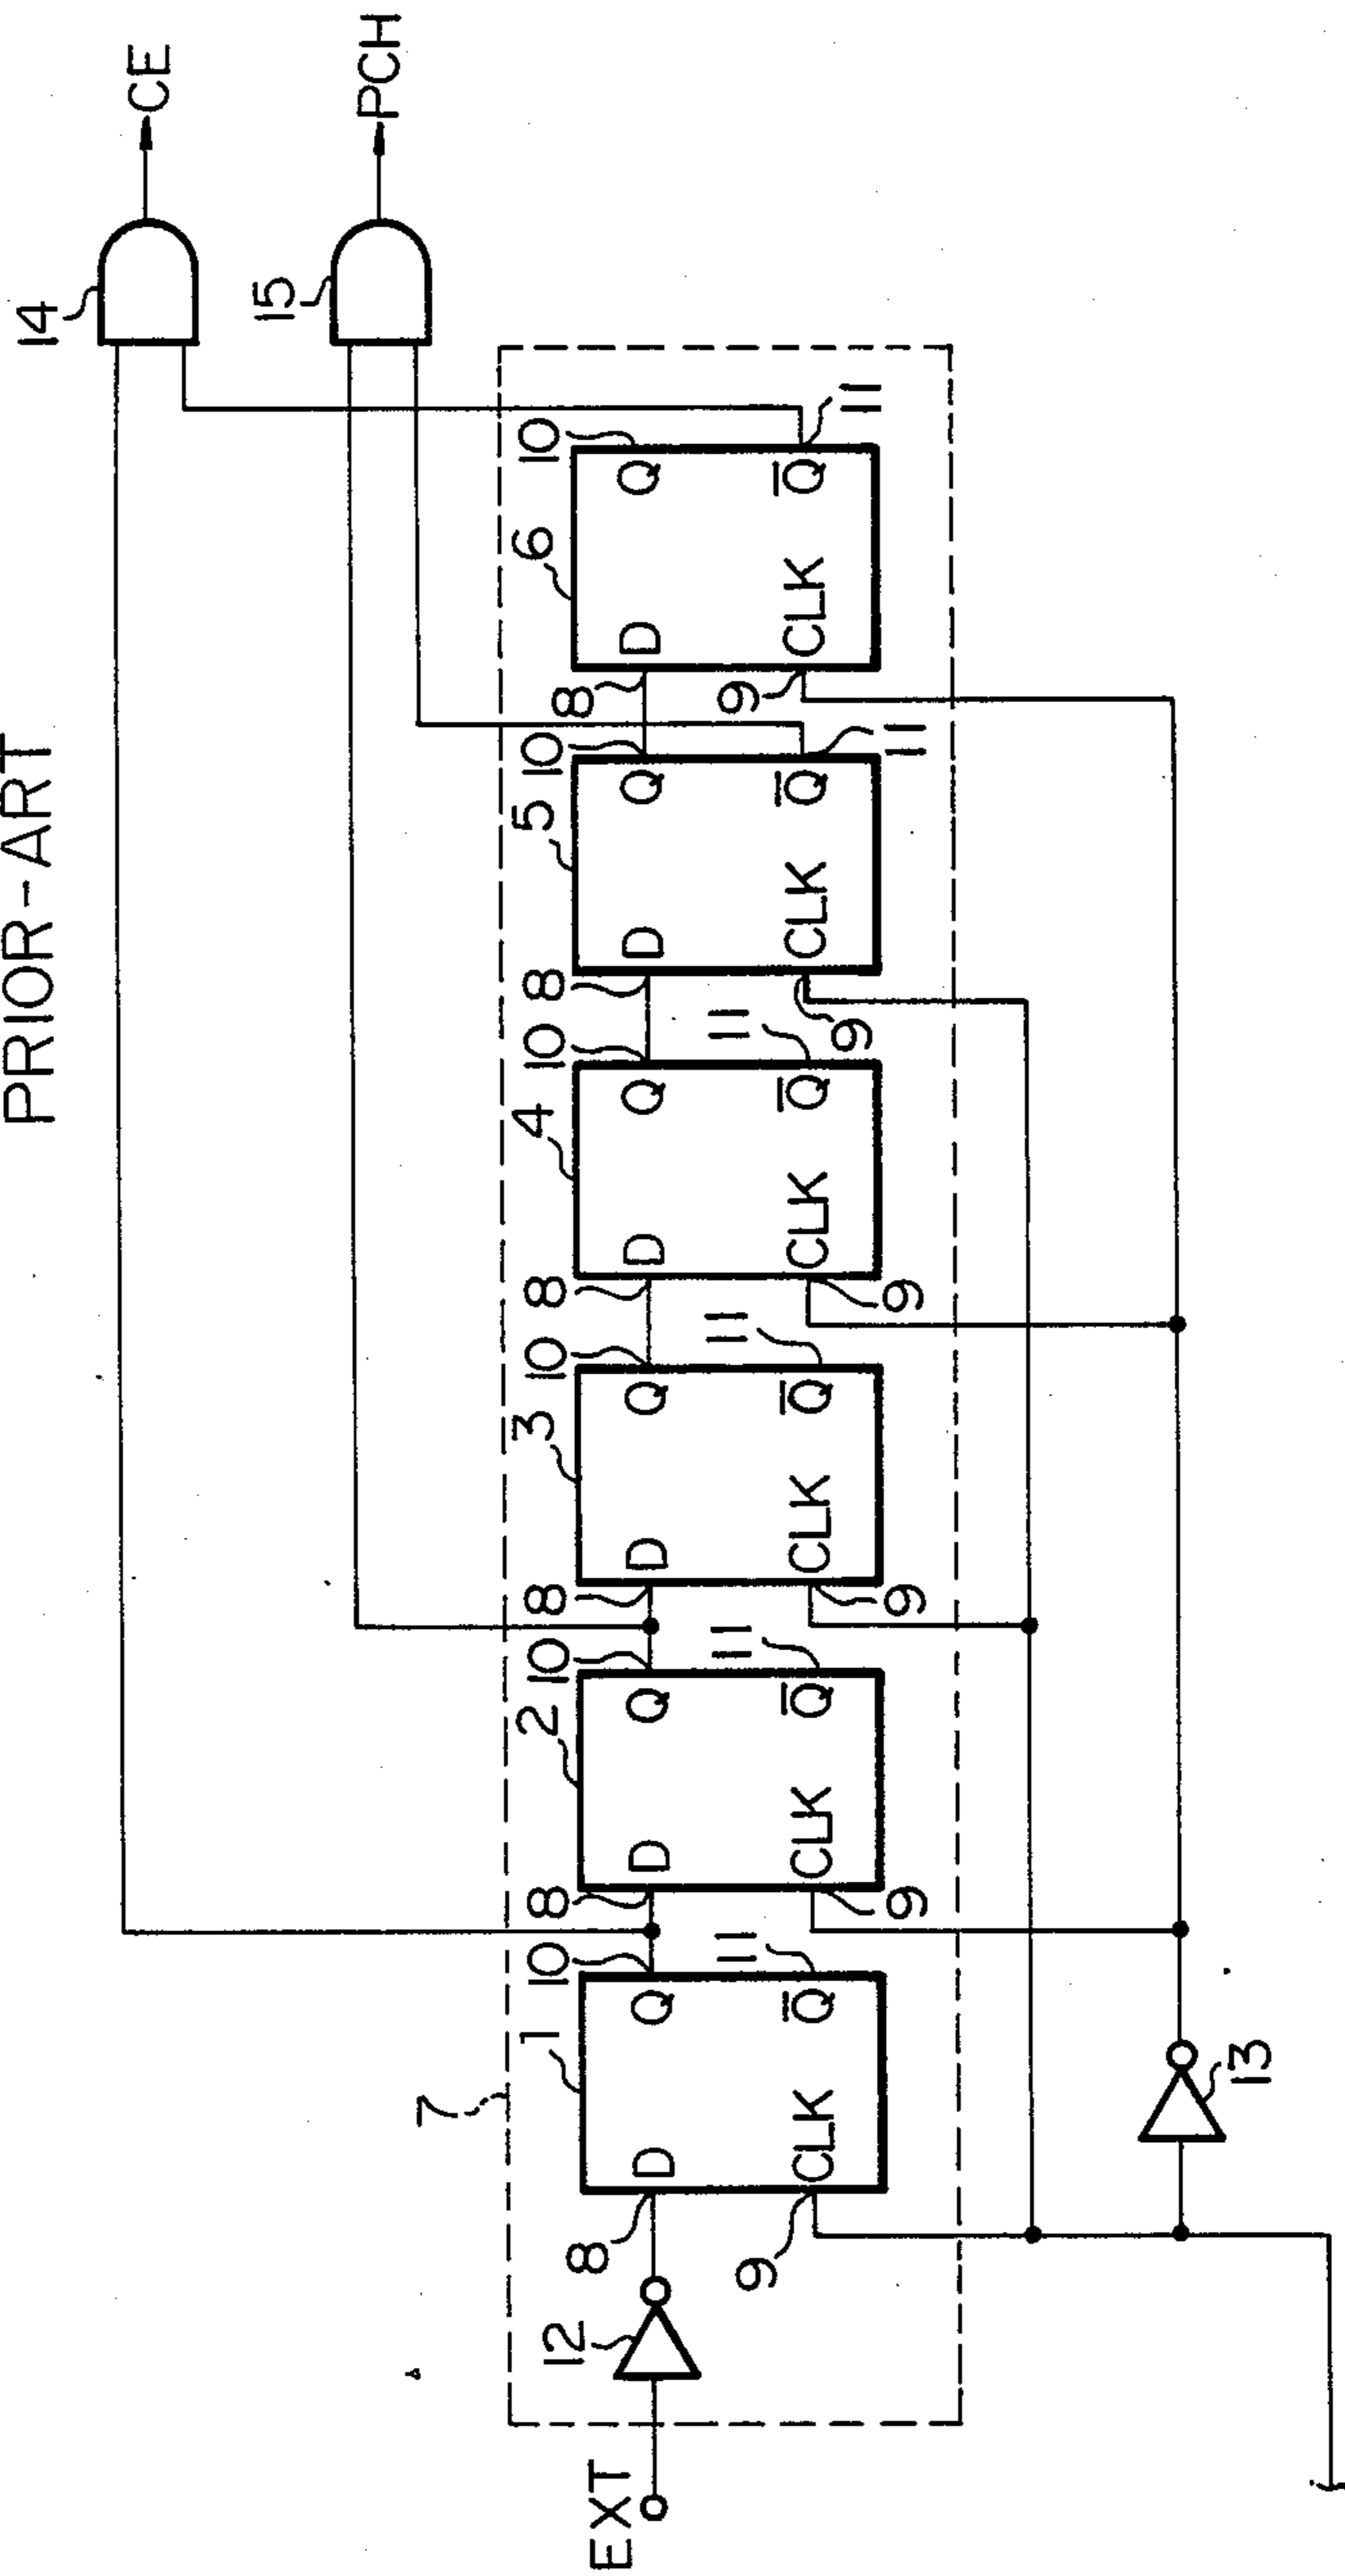 PRIOR-ART
14
CE
15
PCH
7
1
2
3
4
5
6
EXT
12
8
D
Q
10
8
D
Q
10
8
D
Q
10
8
D
Q
10
8
D
Q
10
8
D
Q
10
9
CLK
Q̅
11
9
CLK
Q̅
11
9
CLK
Q̅
11
9
CLK
Q̅
11
9
CLK
Q̅
11
9
CLK
Q̅
11
13